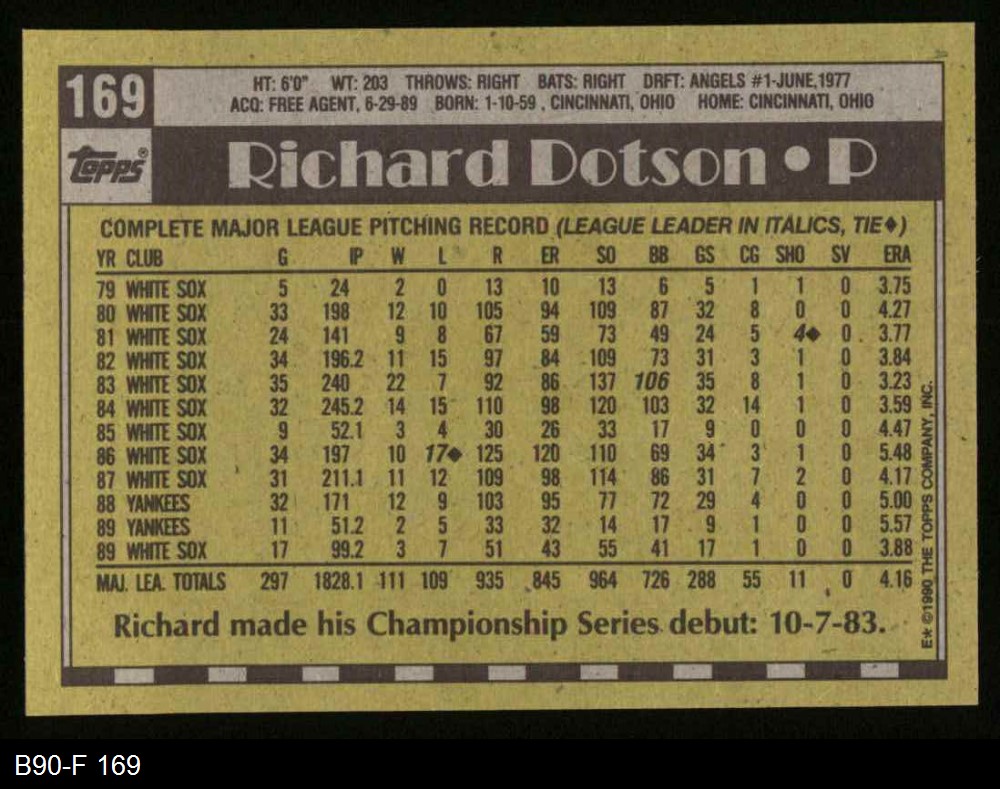 169
HT: 6'0" WT: 203 THROWS: RIGHT BATS: RIGHT DRFT: ANGELS #1-JUNE,1977
ACQ: FREE AGENT, 6-29-89 BORN: 1-10-59 , CINCINNATI, OHIO HOME: CINCINNATI, OHIO
Topps®
Richard Dotson • P
COMPLETE MAJOR LEAGUE PITCHING RECORD (LEAGUE LEADER IN ITALICS, TIE♦)
YR CLUB G IP W L R ER SO BB GS CG SHO SV ERA
79 WHITE SOX 5 24 2 0 13 10 13 6 5 1 1 0 3.75
80 WHITE SOX 33 198 12 10 105 94 109 87 32 8 0 0 4.27
81 WHITE SOX 24 141 9 8 67 59 73 49 24 5 4♦ 0 3.77
82 WHITE SOX 34 196.2 11 15 97 84 109 73 31 3 1 0 3.84
83 WHITE SOX 35 240 22 7 92 86 137 106 35 8 1 0 3.23
84 WHITE SOX 32 245.2 14 15 110 98 120 103 32 14 1 0 3.59
85 WHITE SOX 9 52.1 3 4 30 26 33 17 9 0 0 0 4.47
86 WHITE SOX 34 197 10 17♦ 125 120 110 69 34 3 1 0 5.48
87 WHITE SOX 31 211.1 11 12 109 98 114 86 31 7 2 0 4.17
88 YANKEES 32 171 12 9 103 95 77 72 29 4 0 0 5.00
89 YANKEES 11 51.2 2 5 33 32 14 17 9 1 0 0 5.57
89 WHITE SOX 17 99.2 3 7 51 43 55 41 17 1 0 0 3.88
MAJ. LEA. TOTALS 297 1828.1 111 109 935 845 964 726 288 55 11 0 4.16
Richard made his Championship Series debut: 10-7-83.
E* ©1990 THE TOPPS COMPANY, INC.
B90-F 169